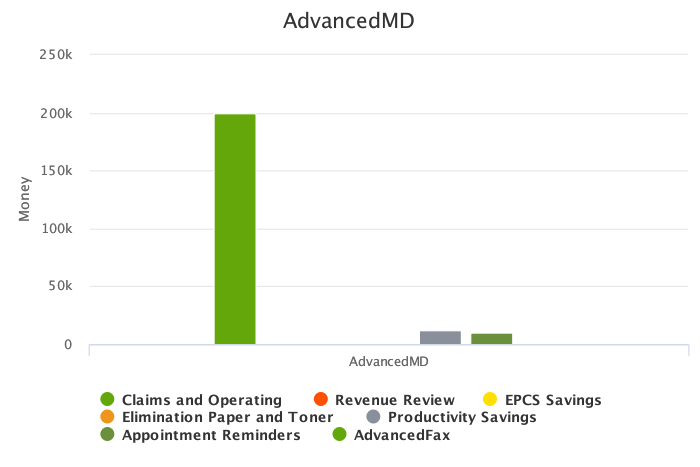 AdvancedMD
250k
200k
150k
100k
50k
0
Money
AdvancedMD
Claims and Operating Revenue Review EPCS Savings
Elimination Paper and Toner Productivity Savings
Appointment Reminders AdvancedFax